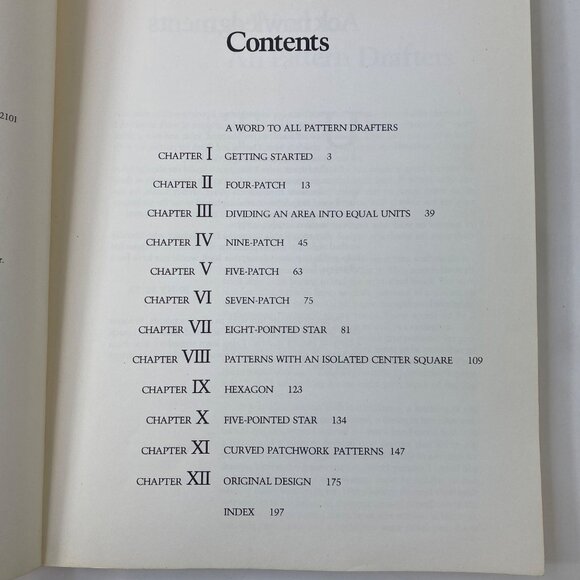 2101
r.
Contents
A WORD TO ALL PATTERN DRAFTERS
CHAPTER I GETTING STARTED 3
CHAPTER II FOUR-PATCH 13
CHAPTER III DIVIDING AN AREA INTO EQUAL UNITS 39
CHAPTER IV NINE-PATCH 45
CHAPTER V FIVE-PATCH 63
CHAPTER VI SEVEN-PATCH 75
CHAPTER VII EIGHT-POINTED STAR 81
CHAPTER VIII PATTERNS WITH AN ISOLATED CENTER SQUARE 109
CHAPTER IX HEXAGON 123
CHAPTER X FIVE-POINTED STAR 134
CHAPTER XI CURVED PATCHWORK PATTERNS 147
CHAPTER XII ORIGINAL DESIGN 175
INDEX 197